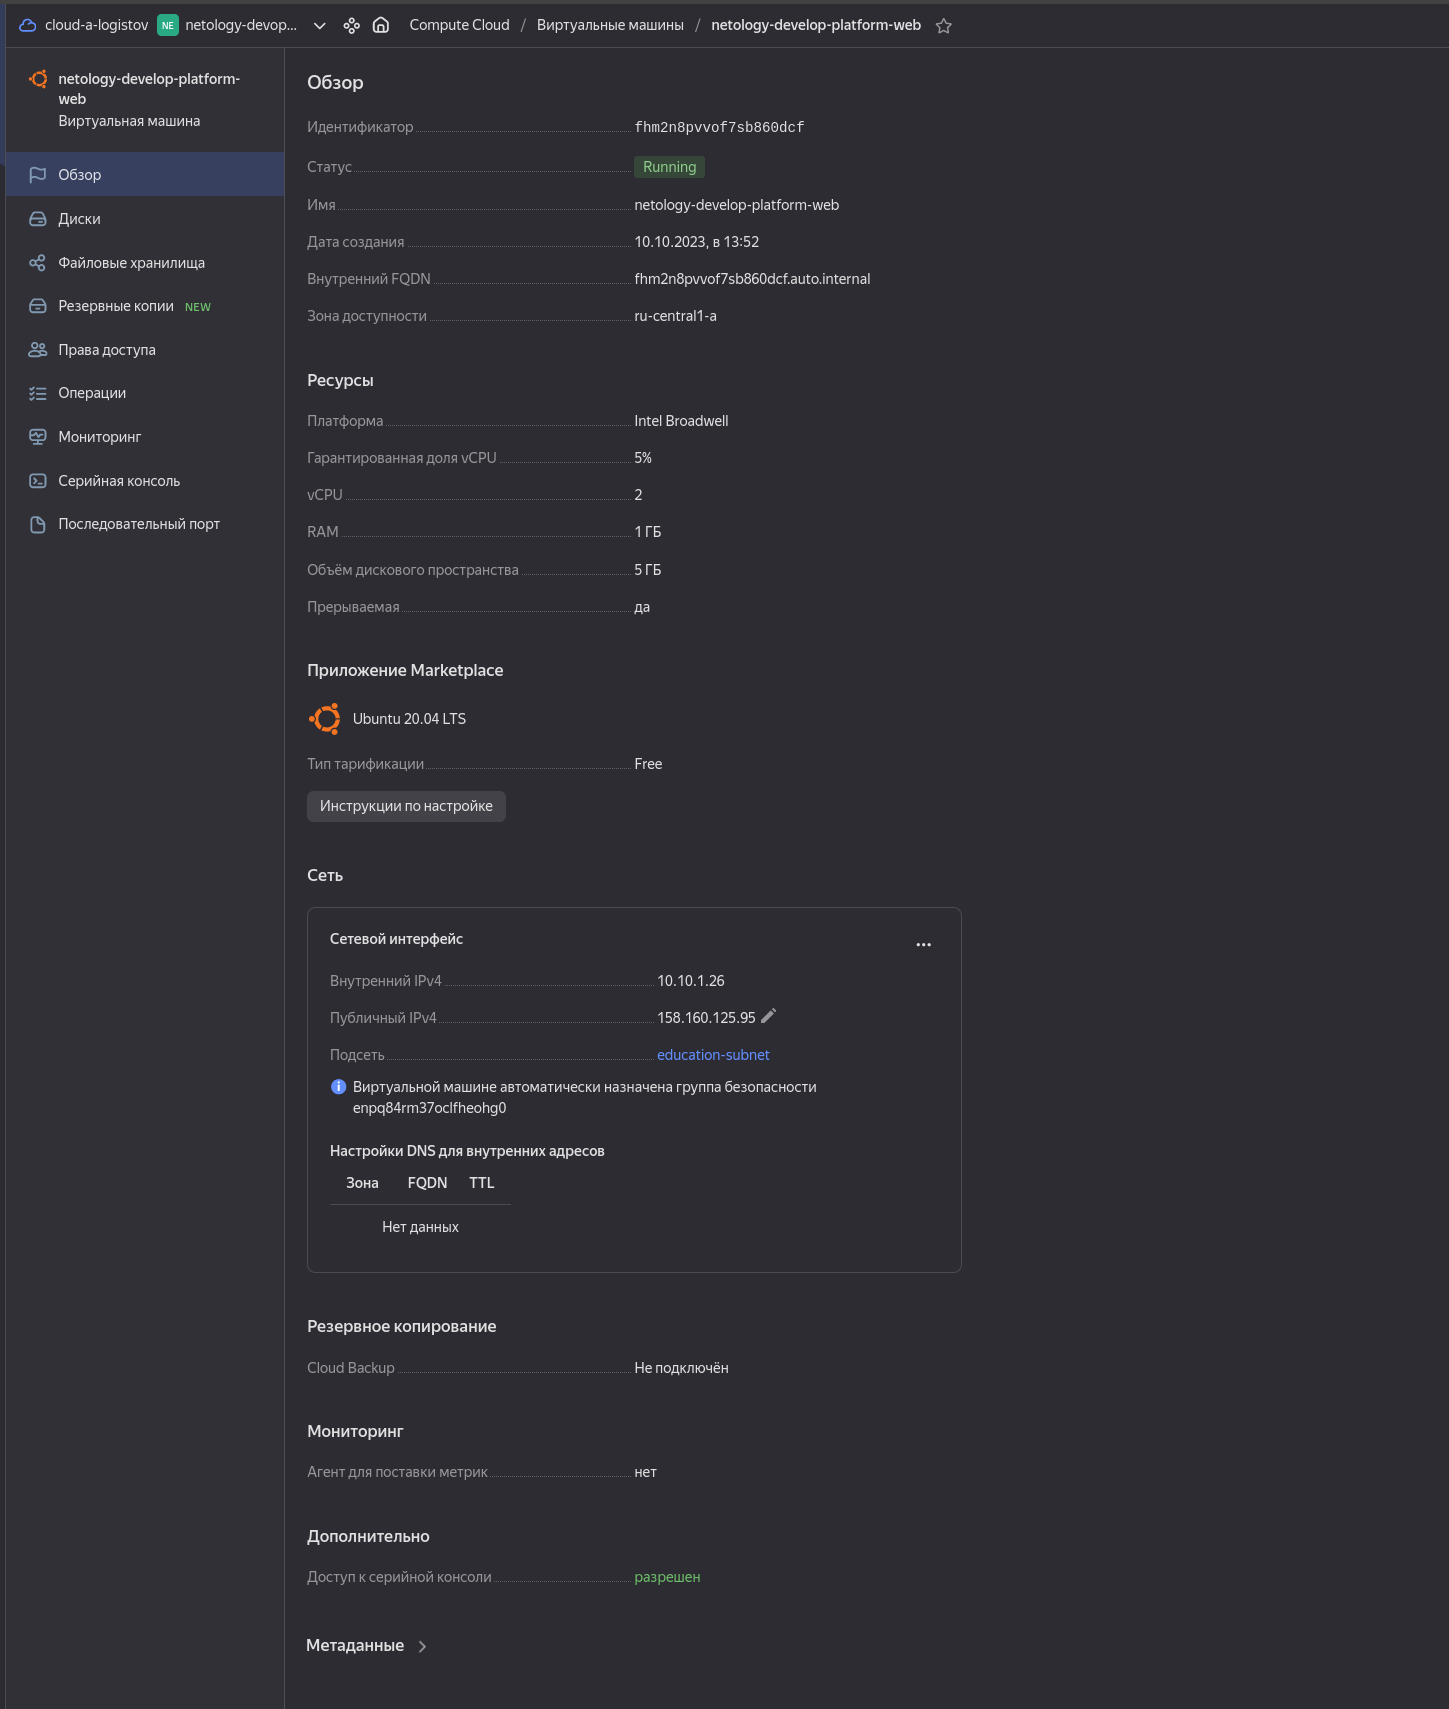 cloud-a-logistov NE netology-devop... Compute Cloud / Виртуальные машины / netology-develop-platform-web
netology-develop-platform-
web
Виртуальная машина
Обзор
Диски
Файловые хранилища
Резервные копии NEW
Права доступа
Операции
Мониторинг
Серийная консоль
Последовательный порт
Обзор
Идентификатор fhm2n8pvvof7sb860dcf
Статус Running
Имя netology-develop-platform-web
Дата создания 10.10.2023, в 13:52
Внутренний FQDN fhm2n8pvvof7sb860dcf.auto.internal
Зона доступности ru-central1-a
Ресурсы
Платформа Intel Broadwell
Гарантированная доля vCPU 5%
vCPU 2
RAM 1 ГБ
Объём дискового пространства 5 ГБ
Прерываемая да
Приложение Marketplace
Ubuntu 20.04 LTS
Тип тарификации Free
Инструкции по настройке
Сеть
Сетевой интерфейс
Внутренний IPv4 10.10.1.26
Публичный IPv4 158.160.125.95
Подсеть education-subnet
Виртуальной машине автоматически назначена группа безопасности
enpq84rm37oclfheohg0
Настройки DNS для внутренних адресов
Зона FQDN TTL
Нет данных
Резервное копирование
Cloud Backup Не подключён
Мониторинг
Агент для поставки метрик нет
Дополнительно
Доступ к серийной консоли разрешен
Метаданные